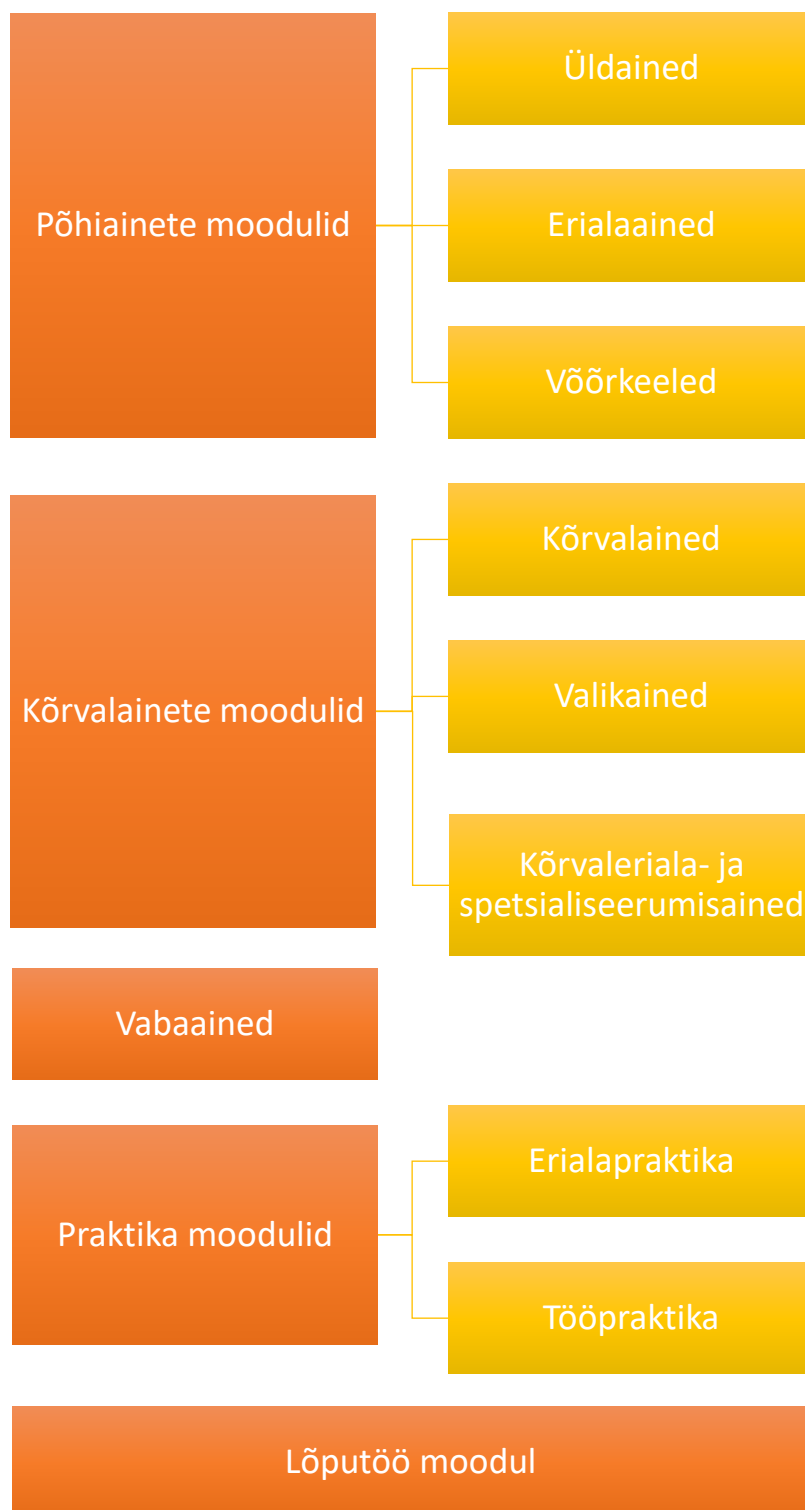 Põhiainete moodulid
Üldained
Erialaained
Võõrkeeled
Kõrvalainete moodulid
Kõrvalained
Valikained
Kõrvaleriala- ja
spetsialiseerumisained
Vabaained
Praktika moodulid
Erialapraktika
Tööpraktika
Lõputöö moodul